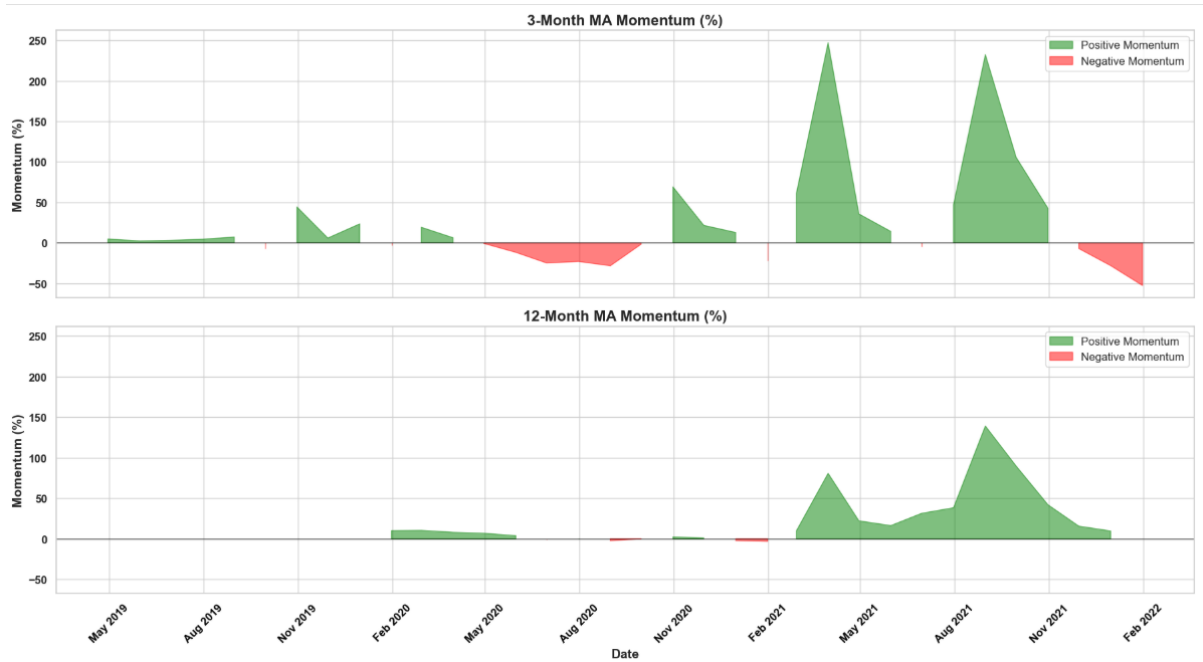 3-Month MA Momentum (%)
250
200
150
100
50
0
−50
Momentum (%)
Positive Momentum
Negative Momentum
12-Month MA Momentum (%)
250
200
150
100
50
0
−50
Momentum (%)
Positive Momentum
Negative Momentum
May 2019
Aug 2019
Nov 2019
Feb 2020
May 2020
Aug 2020
Nov 2020
Feb 2021
May 2021
Aug 2021
Nov 2021
Feb 2022
Date